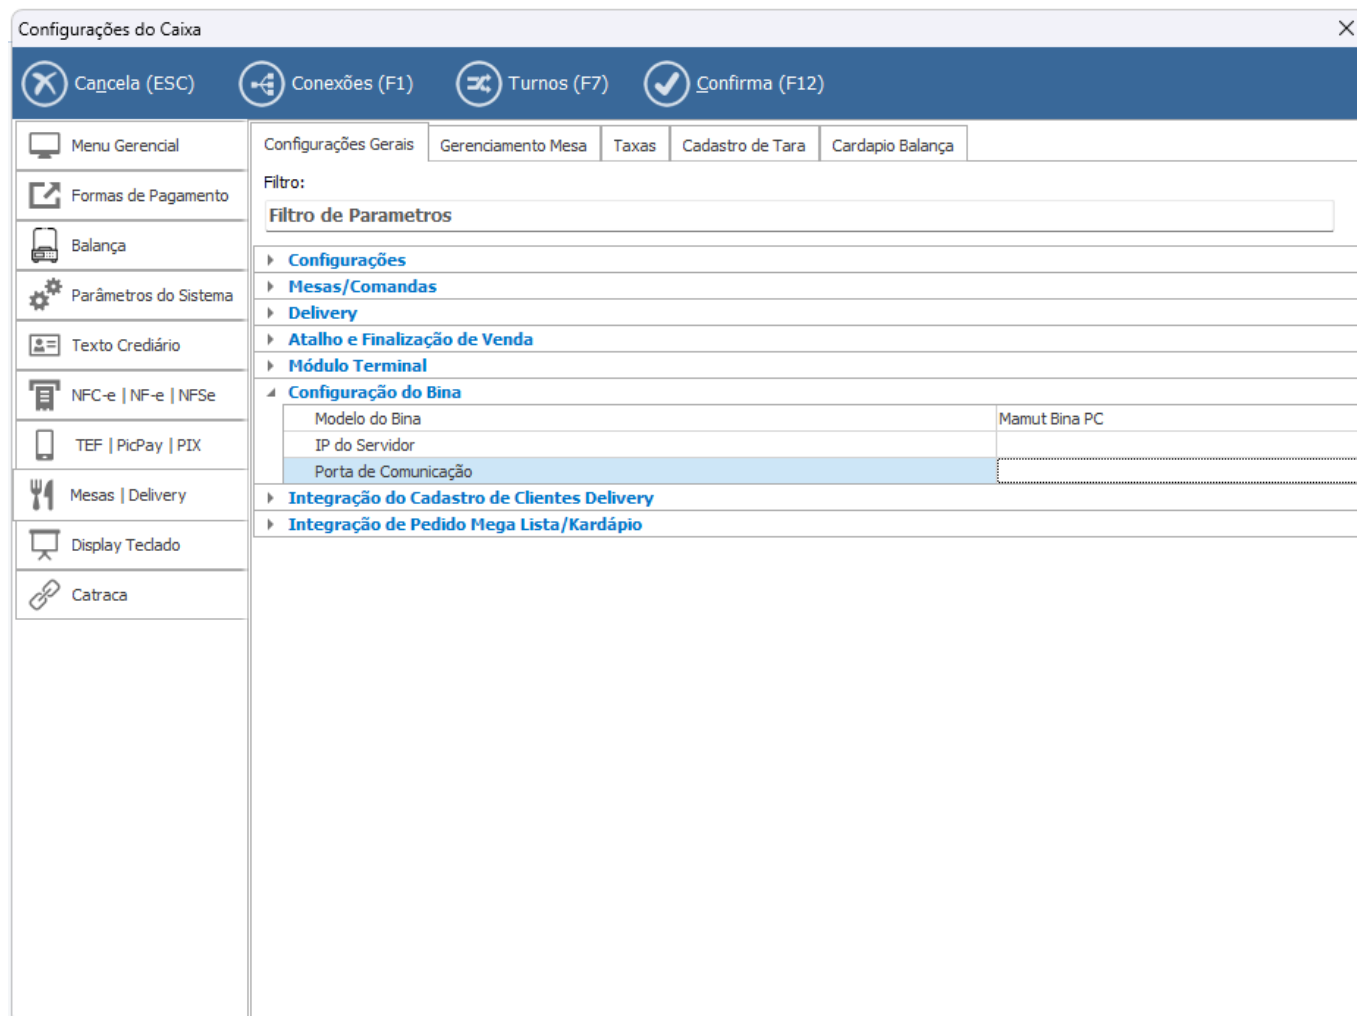 Configurações do Caixa
Cancela (ESC)
Conexões (F1)
Turnos (F7)
Confirma (F12)
Menu Gerencial
Formas de Pagamento
Balança
Parâmetros do Sistema
Texto Crediário
NFC-e | NF-e | NFSe
TEF | PicPay | PIX
Mesas | Delivery
Display Teclado
Catraca
Configurações Gerais
Gerenciamento Mesa
Taxas
Cadastro de Tara
Cardapio Balança
Filtro:
Filtro de Parametros
Configurações
Mesas/Comandas
Delivery
Atalho e Finalização de Venda
Módulo Terminal
Configuração do Bina
Modelo do Bina Mamut Bina PC
IP do Servidor
Porta de Comunicação
Integração do Cadastro de Clientes Delivery
Integração de Pedido Mega Lista/Kardápio